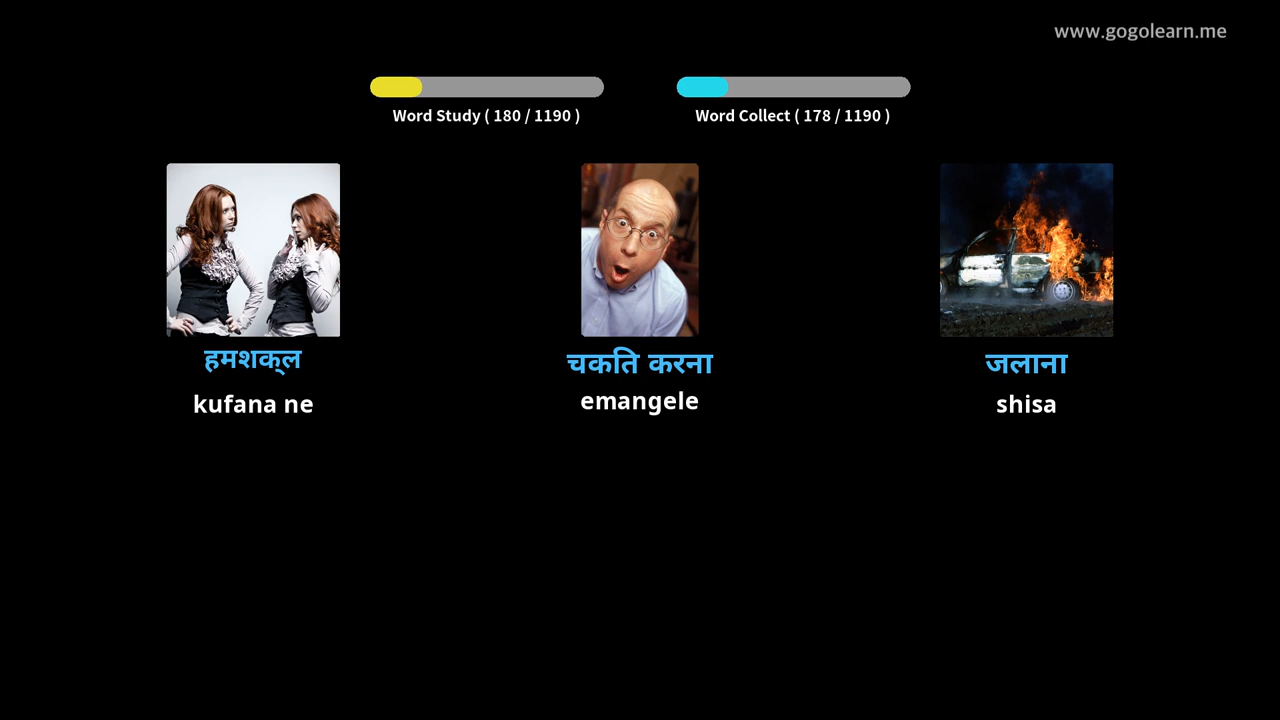 www.gogolearn.me
Word Study ( 180 / 1190 )
Word Collect ( 178 / 1190 )
हमशक्ल
चकति करना
जलाना
kufana ne
emangele
shisa